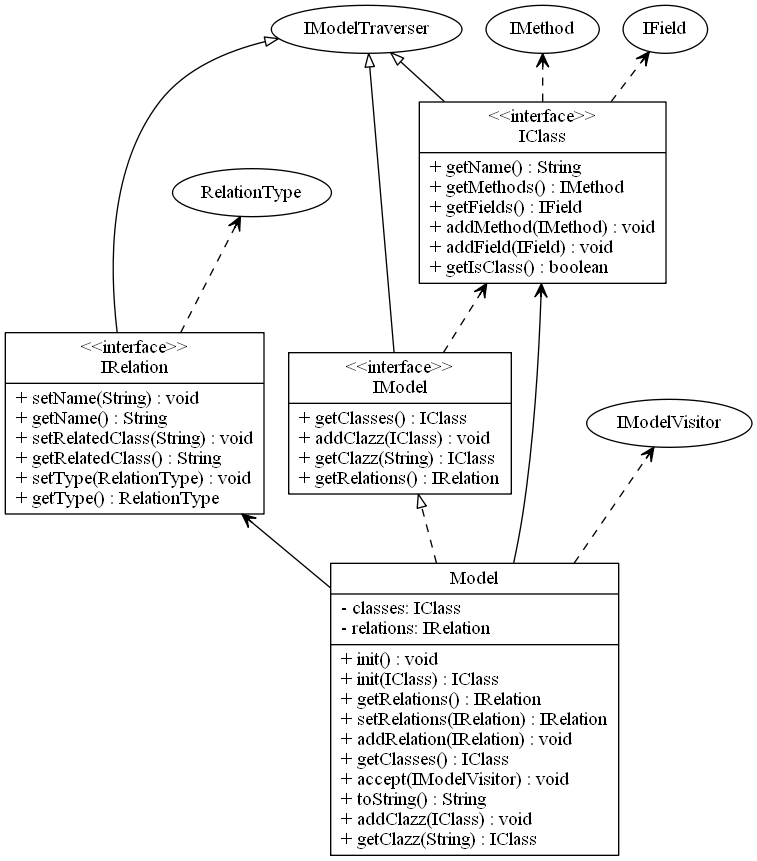 IModelTraverser
IMethod
IField
<<interface>>
IClass
+ getName() : String
+ getMethods() : IMethod
+ getFields() : IField
+ addMethod(IMethod) : void
+ addField(IField) : void
+ getIsClass() : boolean
RelationType
<<interface>>
IRelation
+ setName(String) : void
+ getName() : String
+ setRelatedClass(String) : void
+ getRelatedClass() : String
+ setType(RelationType) : void
+ getType() : RelationType
<<interface>>
IModel
+ getClasses() : IClass
+ addClazz(IClass) : void
+ getClazz(String) : IClass
+ getRelations() : IRelation
IModelVisitor
Model
- classes: IClass
- relations: IRelation
+ init() : void
+ init(IClass) : IClass
+ getRelations() : IRelation
+ setRelations(IRelation) : IRelation
+ addRelation(IRelation) : void
+ getClasses() : IClass
+ accept(IModelVisitor) : void
+ toString() : String
+ addClazz(IClass) : void
+ getClazz(String) : IClass